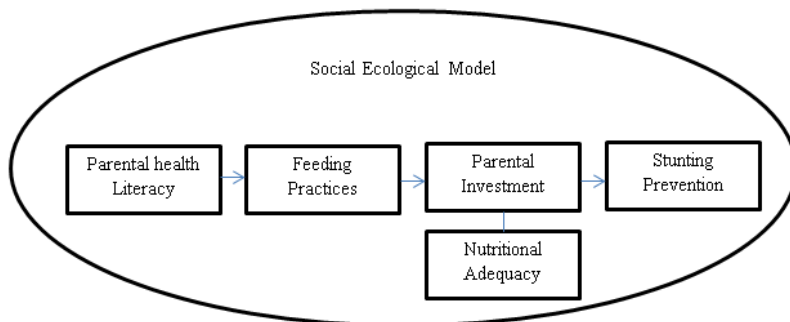 Social Ecological Model
Parental health
Literacy
Feeding
Practices
Parental
Investment
Stunting
Prevention
Nutritional
Adequacy